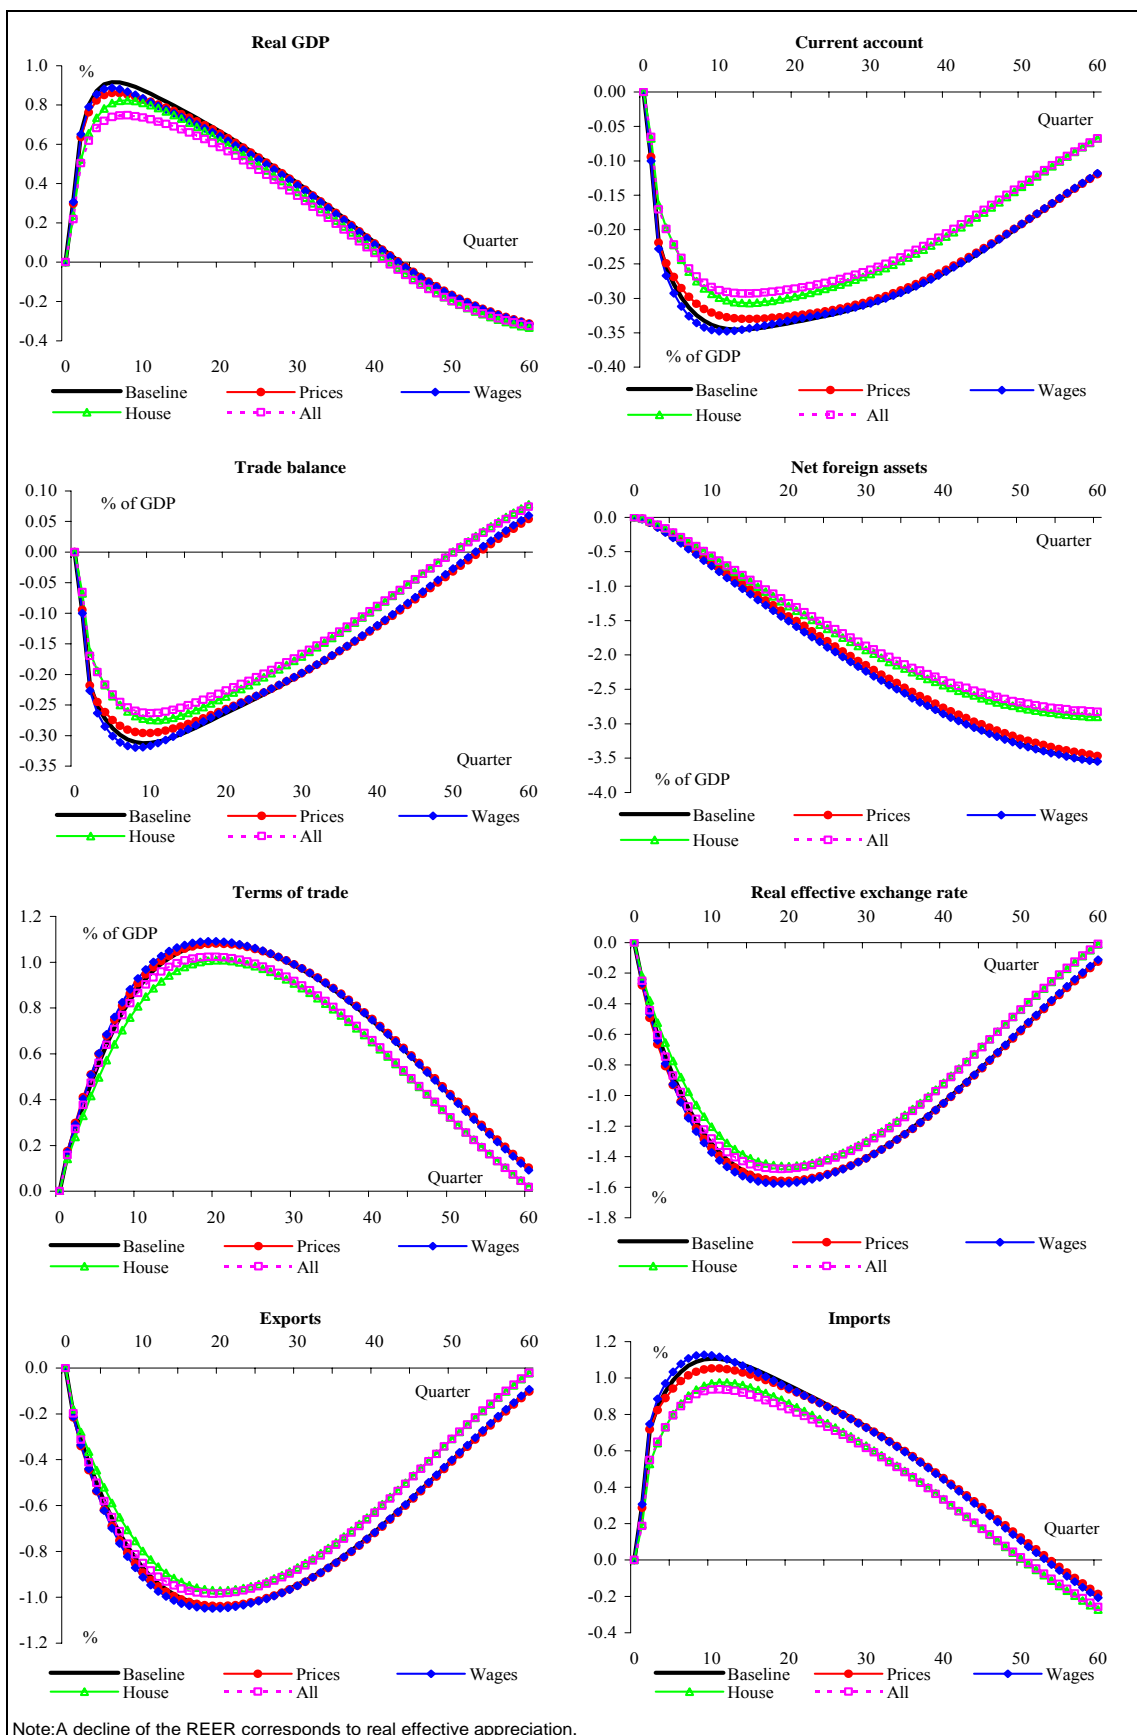 Real GDP
%
1.0
0.8
0.6
0.4
0.2
0.0
-0.2
-0.4
Quarter
0 10 20 30 40 50 60
Baseline Prices Wages
House All
Current account
0 10 20 30 40 50 60
0.00
-0.05
-0.10
-0.15
-0.20
-0.25
-0.30
-0.35
-0.40
Quarter
% of GDP
Baseline Prices Wages
House All
Trade balance
0.10
0.05
0.00
-0.05
-0.10
-0.15
-0.20
-0.25
-0.30
-0.35
% of GDP
Quarter
0 10 20 30 40 50 60
Baseline Prices Wages
House All
Net foreign assets
0 10 20 30 40 50 60
0.0
-0.5
-1.0
-1.5
-2.0
-2.5
-3.0
-3.5
-4.0
Quarter
% of GDP
Baseline Prices Wages
House All
Terms of trade
1.2
1.0
0.8
0.6
0.4
0.2
0.0
% of GDP
Quarter
0 10 20 30 40 50 60
Baseline Prices Wages
House All
Real effective exchange rate
0 10 20 30 40 50 60
0.0
-0.2
-0.4
-0.6
-0.8
-1.0
-1.2
-1.4
-1.6
-1.8
Quarter
%
Baseline Prices Wages
House All
Exports
0 10 20 30 40 50 60
0.0
-0.2
-0.4
-0.6
-0.8
-1.0
-1.2
Quarter
%
Baseline Prices Wages
House All
Imports
1.2
1.0
0.8
0.6
0.4
0.2
0.0
-0.2
-0.4
%
Quarter
0 10 20 30 40 50 60
Baseline Prices Wages
House All
Note:A decline of the REER corresponds to real effective appreciation.